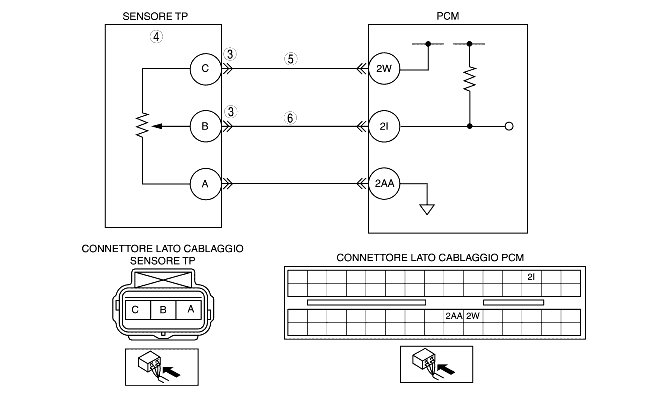 SENSORE TP
PCM
④
C
③
⑤
2W
B
③
⑥
2I
A
2AA
CONNETTORE LATO CABLAGGIO
SENSORE TP
CONNETTORE LATO CABLAGGIO PCM
C B A
2I
2AA 2W